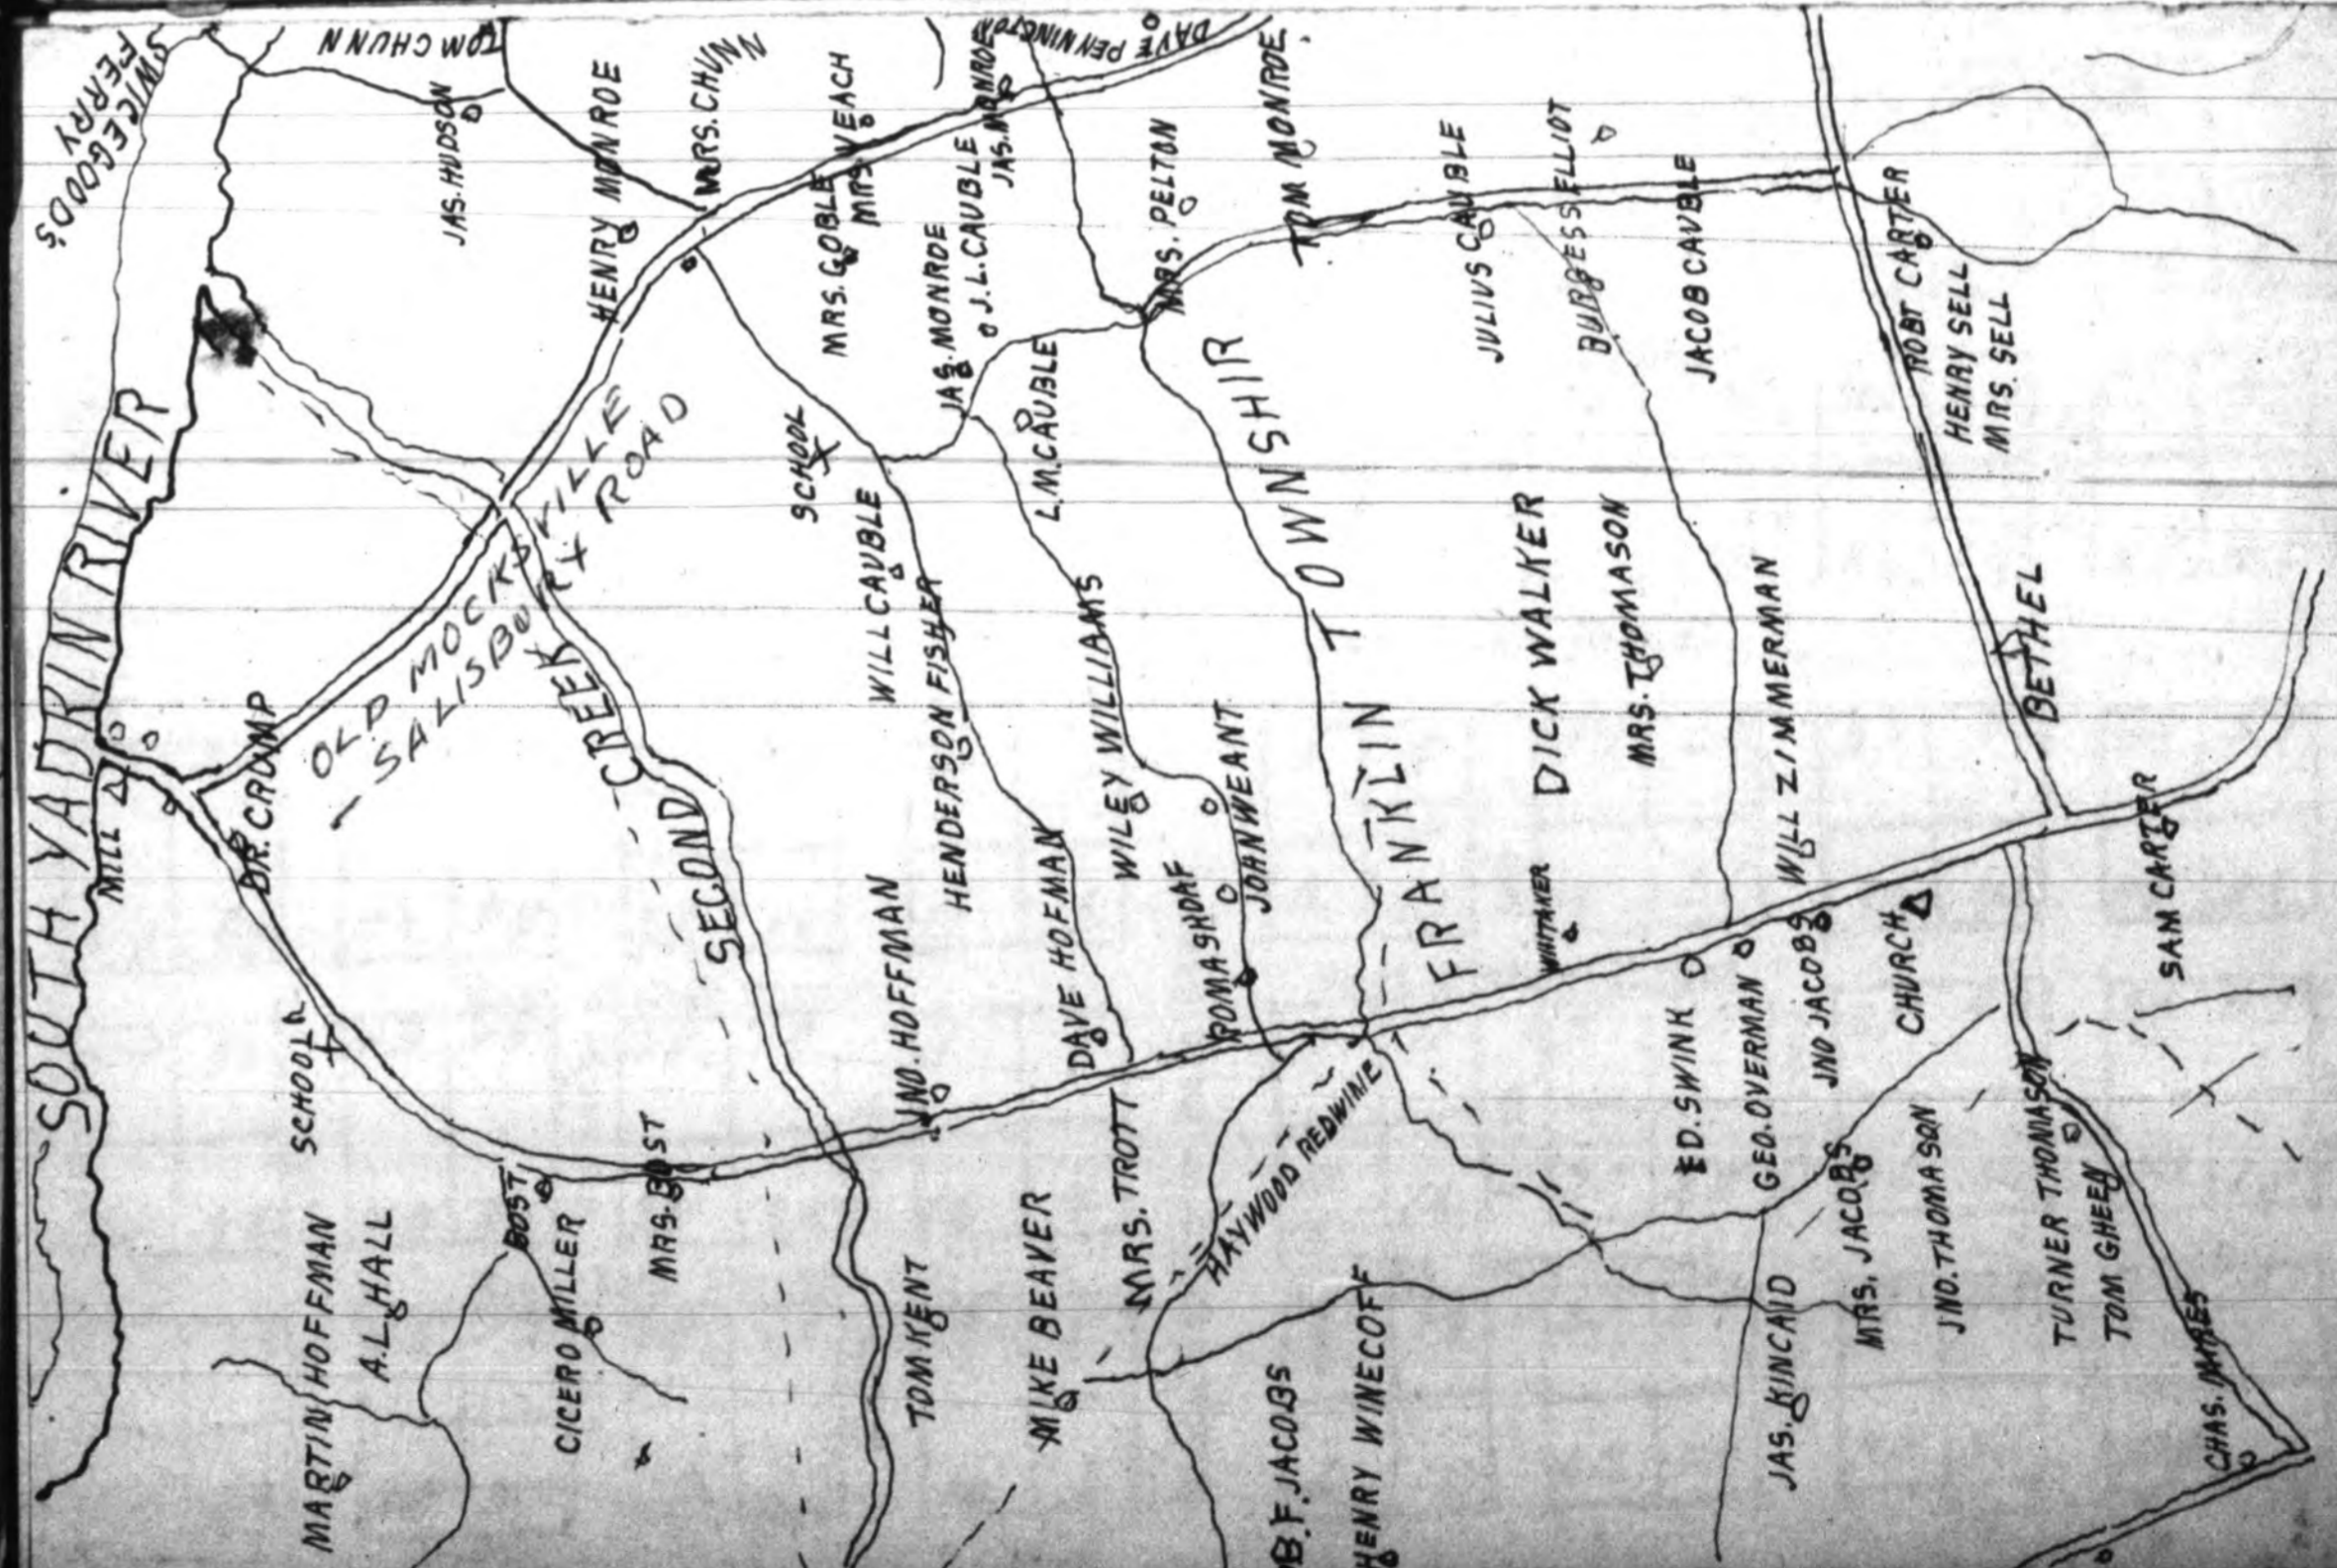 SWICEGOOD'S
FERRY
TOM CHUNN
JAS. HUDSON
HENRY MONROE
MRS. CHUNN
MRS. GOBLE
MRS. VEACH
JAS. MONROE
J.L. CAUBLE
JAS. MONROE
DAVE PENNINGTON
MRS. PELTON
TOM MONROE
JULIUS CAUBLE
BURGESS ELLIOT
JACOB CAUBLE
ROBT CARTER
HENRY SELL
MRS. SELL
SOUTH YADRIN RIVER
OLD MOCKSVILLE
- SALISBURY ROAD
SCHOOL
L.M. CAUBLE
WILL CAUBLE
HENDERSON FISHER
WILEY WILLIAMS
JOHN WEANT
FRANKLIN TOWNSHIP
DICK WALKER
MRS. THOMASON
WILL ZIMMERMAN
BETHEL
MILL
DR. CRUMP
SECOND CREEK
SCHOOL
JNO. HOFFMAN
DAVE HOFMAN
ROMA SHOAF
WHITAKER
ED. SWINK
GEO. OVERMAN
JNO JACOBS
CHURCH
SAM CARTER
MARTIN HOFFMAN
A.L. HALL
BOST
CICERO MILLER
MRS. BOST
TOM KENT
MIKE BEAVER
MRS. TROTT
HAYWOOD REDWINE
B.F. JACOBS
HENRY WINECOFF
JAS. KINCAID
MRS. JACOBS
JNO. THOMASON
TURNER THOMASON
TOM GHEEN
CHAS.